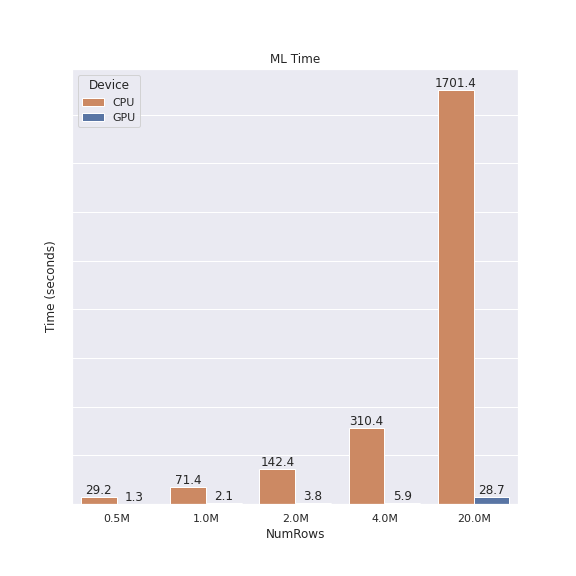 ML Time
Device
CPU
GPU
Time (seconds)
29.2
1.3
71.4
2.1
142.4
3.8
310.4
5.9
1701.4
28.7
0.5M
1.0M
2.0M
4.0M
20.0M
NumRows